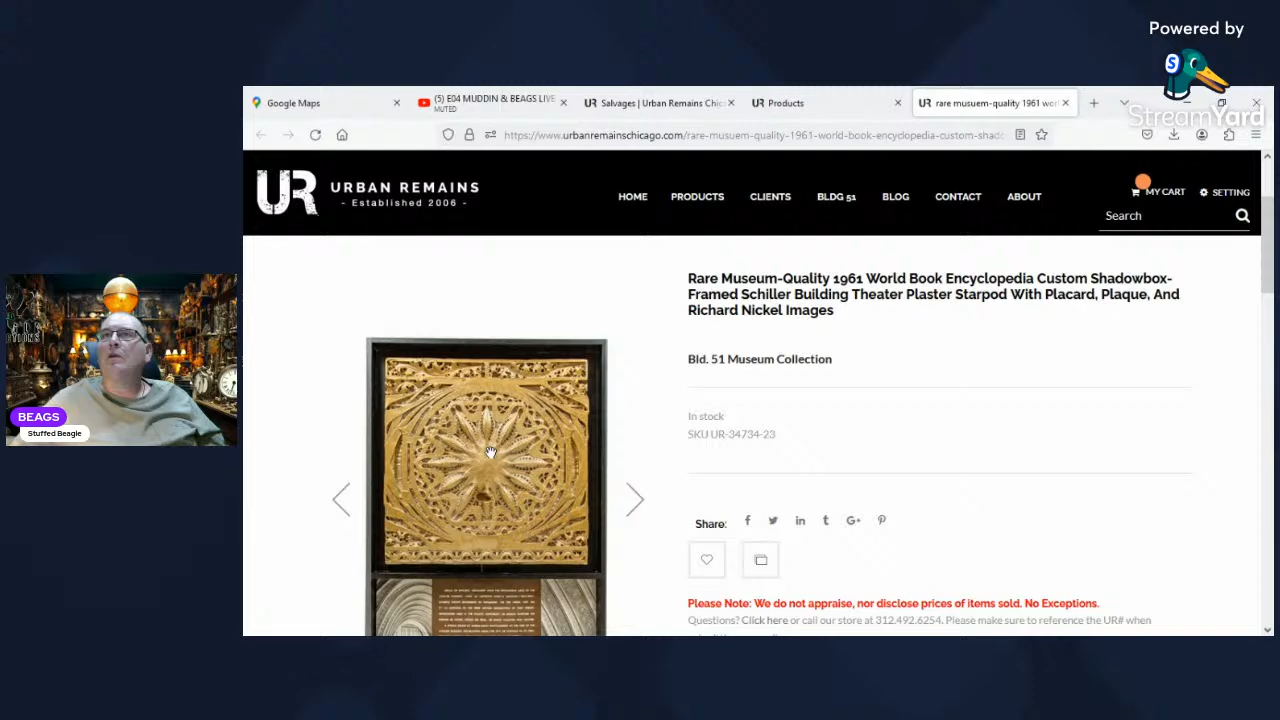 Powered by
S
StreamYard
Google Maps
(5) E04 MUDDIN & BEAGS LIVE
MUTED
UR Salvages | Urban Remains Chic
UR Products
UR rare musuem-quality 1961 worl
https://www.urbanremainschicago.com/rare-musuem-quality-1961-world-book-encyclopedia-custom-shad
UR URBAN REMAINS
- Established 2006 -
HOME PRODUCTS CLIENTS BLDG 51 BLOG CONTACT ABOUT
MY CART SETTING
Search
Rare Museum-Quality 1961 World Book Encyclopedia Custom Shadowbox-
Framed Schiller Building Theater Plaster Starpod With Placard, Plaque, And
Richard Nickel Images
Bld. 51 Museum Collection
In stock
SKU UR-34734-23
Share: f in t G+
Please Note: We do not appraise, nor disclose prices of items sold. No Exceptions.
Questions? Click here or call our store at 312.492.6254. Please make sure to reference the UR# when
BEAGS
Stuffed Beagle